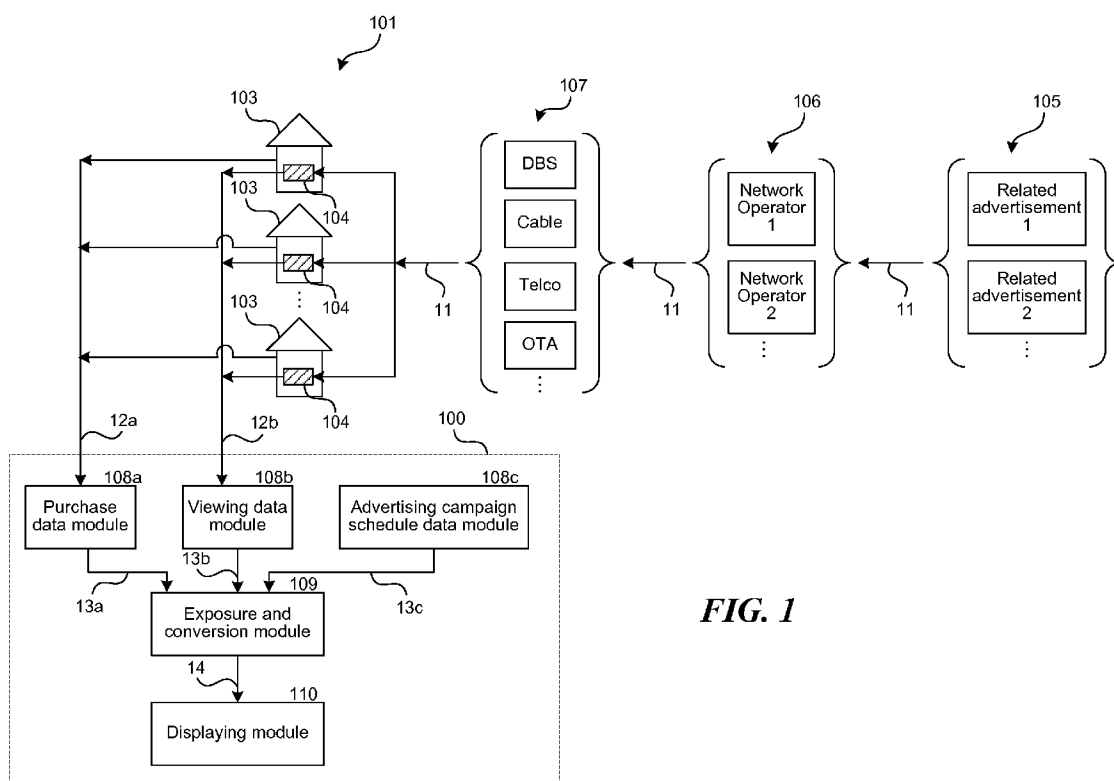 101
103
107
106
105
DBS
Cable
Telco
OTA
Network
Operator
1
Network
Operator
2
Related
advertisement
1
Related
advertisement
2
104
103
104
103
104
11
11
11
12a
12b
100
108a
Purchase
data module
108b
Viewing data
module
108c
Advertising campaign
schedule data module
13a
13b
13c
109
Exposure and
conversion module
14
110
Displaying module
FIG. 1